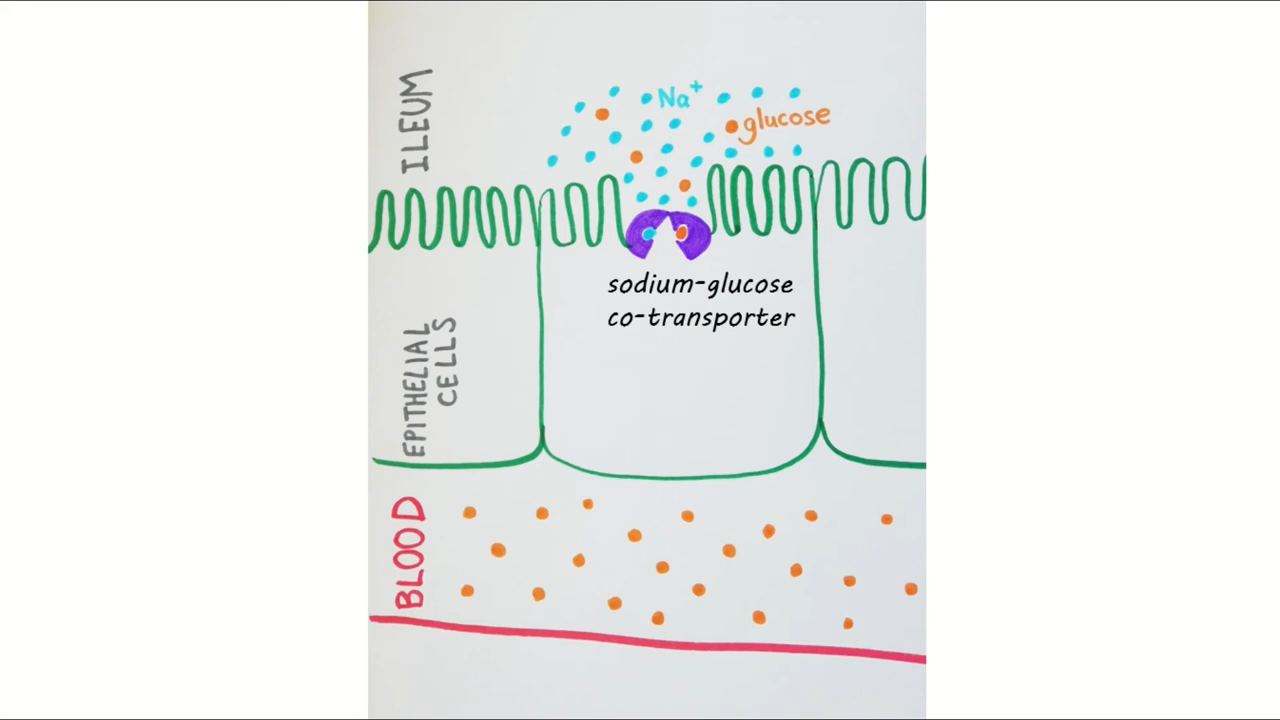 ILEUM
Na⁺
glucose
sodium-glucose
co-transporter
EPITHELIAL
CELLS
BLOOD